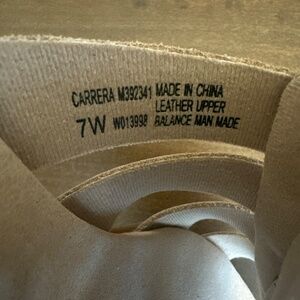 CARRERA M392341 MADE IN CHINA
LEATHER UPPER
7W W013998 BALANCE MAN MADE